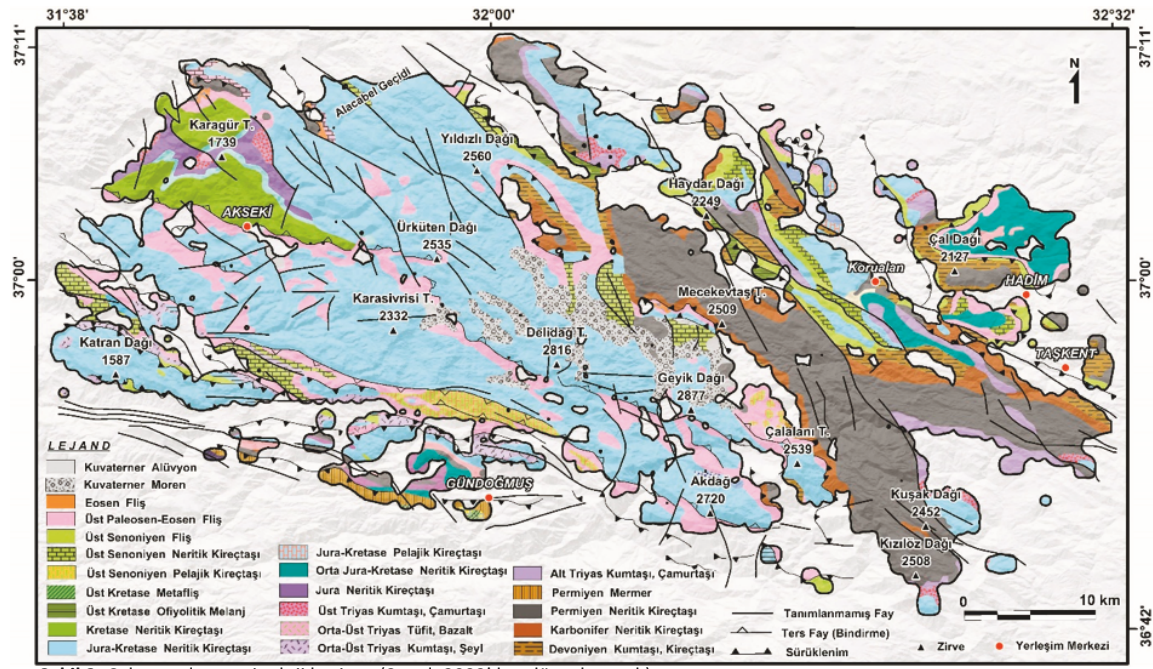 31°38'
32°00'
32°32'
37°11'
37°11'
N
Alacabel Geçidi
Karagür T.
1739
Yıldızlı Dağı
2560
Haydar Dağı
2249
AKSEKİ
Ürküten Dağı
2535
Çal Dağı
2127
37°00'
37°00'
Korualan
HADİM
Karasivrisi T.
2332
Mecekevtaş T.
2509
Delidağ T.
2816
Katran Dağı
1587
TAŞKENT
Geyik Dağı
2877
Çalalanı T.
2539
GÜNDOĞMUŞ
Akdağ
2720
Kuşak Dağı
2452
Kızılöz Dağı
2508
36°42'
LEJAND
Kuvaterner Alüvyon
Kuvaterner Moren
Eosen Fliş
Üst Paleosen-Eosen Fliş
Üst Senoniyen Fliş
Üst Senoniyen Neritik Kireçtaşı
Üst Senoniyen Pelajik Kireçtaşı
Üst Kretase Metafliş
Üst Kretase Ofiyolitik Melanj
Kretase Neritik Kireçtaşı
Jura-Kretase Neritik Kireçtaşı
Jura-Kretase Pelajik Kireçtaşı
Orta Jura-Kretase Neritik Kireçtaşı
Jura Neritik Kireçtaşı
Üst Triyas Kumtaşı, Çamurtaşı
Orta-Üst Triyas Tüfit, Bazalt
Orta-Üst Triyas Kumtaşı, Şeyl
Alt Triyas Kumtaşı, Çamurtaşı
Permiyen Mermer
Permiyen Neritik Kireçtaşı
Karbonifer Neritik Kireçtaşı
Devoniyen Kumtaşı, Kireçtaşı
0 10 km
Tanımlanmamış Fay
Ters Fay (Bindirme)
Sürüklenim
Zirve
Yerleşim Merkezi